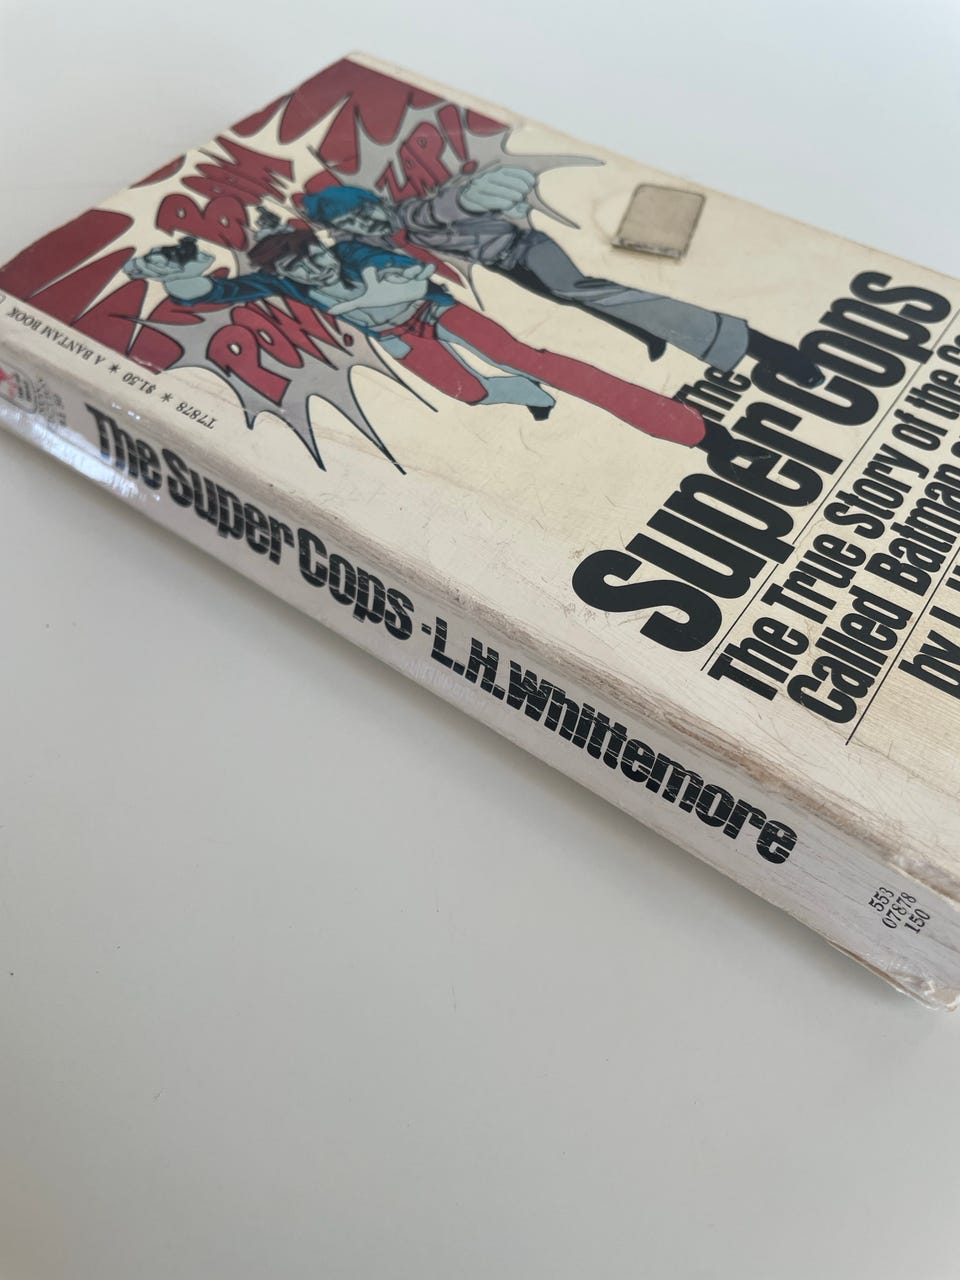 BAM
ZAP!
POW!
T7878 * $1.50 * A BANTAM BOOK
The
Super Cops
The True Story of the
Called Batman
by L.H.
The Super Cops · L.H. Whittemore
553
07878
150